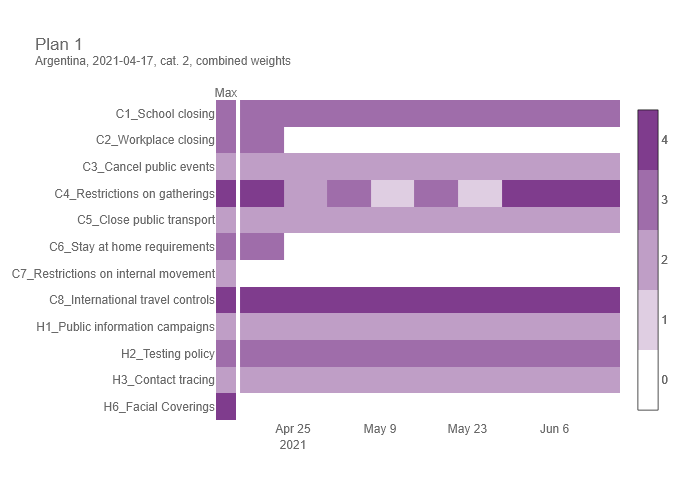 Plan 1
Argentina, 2021-04-17, cat. 2, combined weights
Max
C1_School closing
C2_Workplace closing
C3_Cancel public events
C4_Restrictions on gatherings
C5_Close public transport
C6_Stay at home requirements
C7_Restrictions on internal movement
C8_International travel controls
H1_Public information campaigns
H2_Testing policy
H3_Contact tracing
H6_Facial Coverings
Apr 25 May 9 May 23 Jun 6
2021
4
3
2
1
0